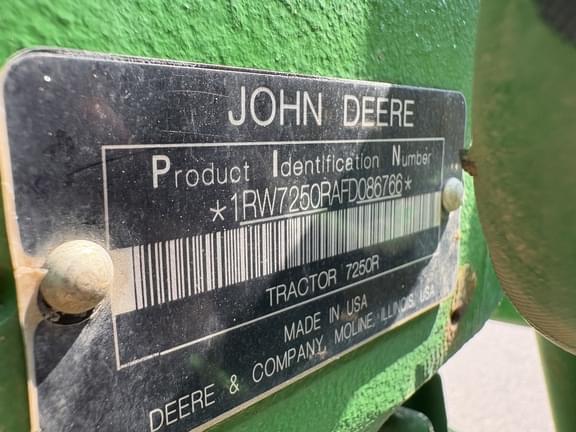 JOHN DEERE
Product Identification Number
*1RW7250RAFD086766*
TRACTOR 7250R
MADE IN USA
DEERE & COMPANY, MOLINE, ILLINOIS, USA